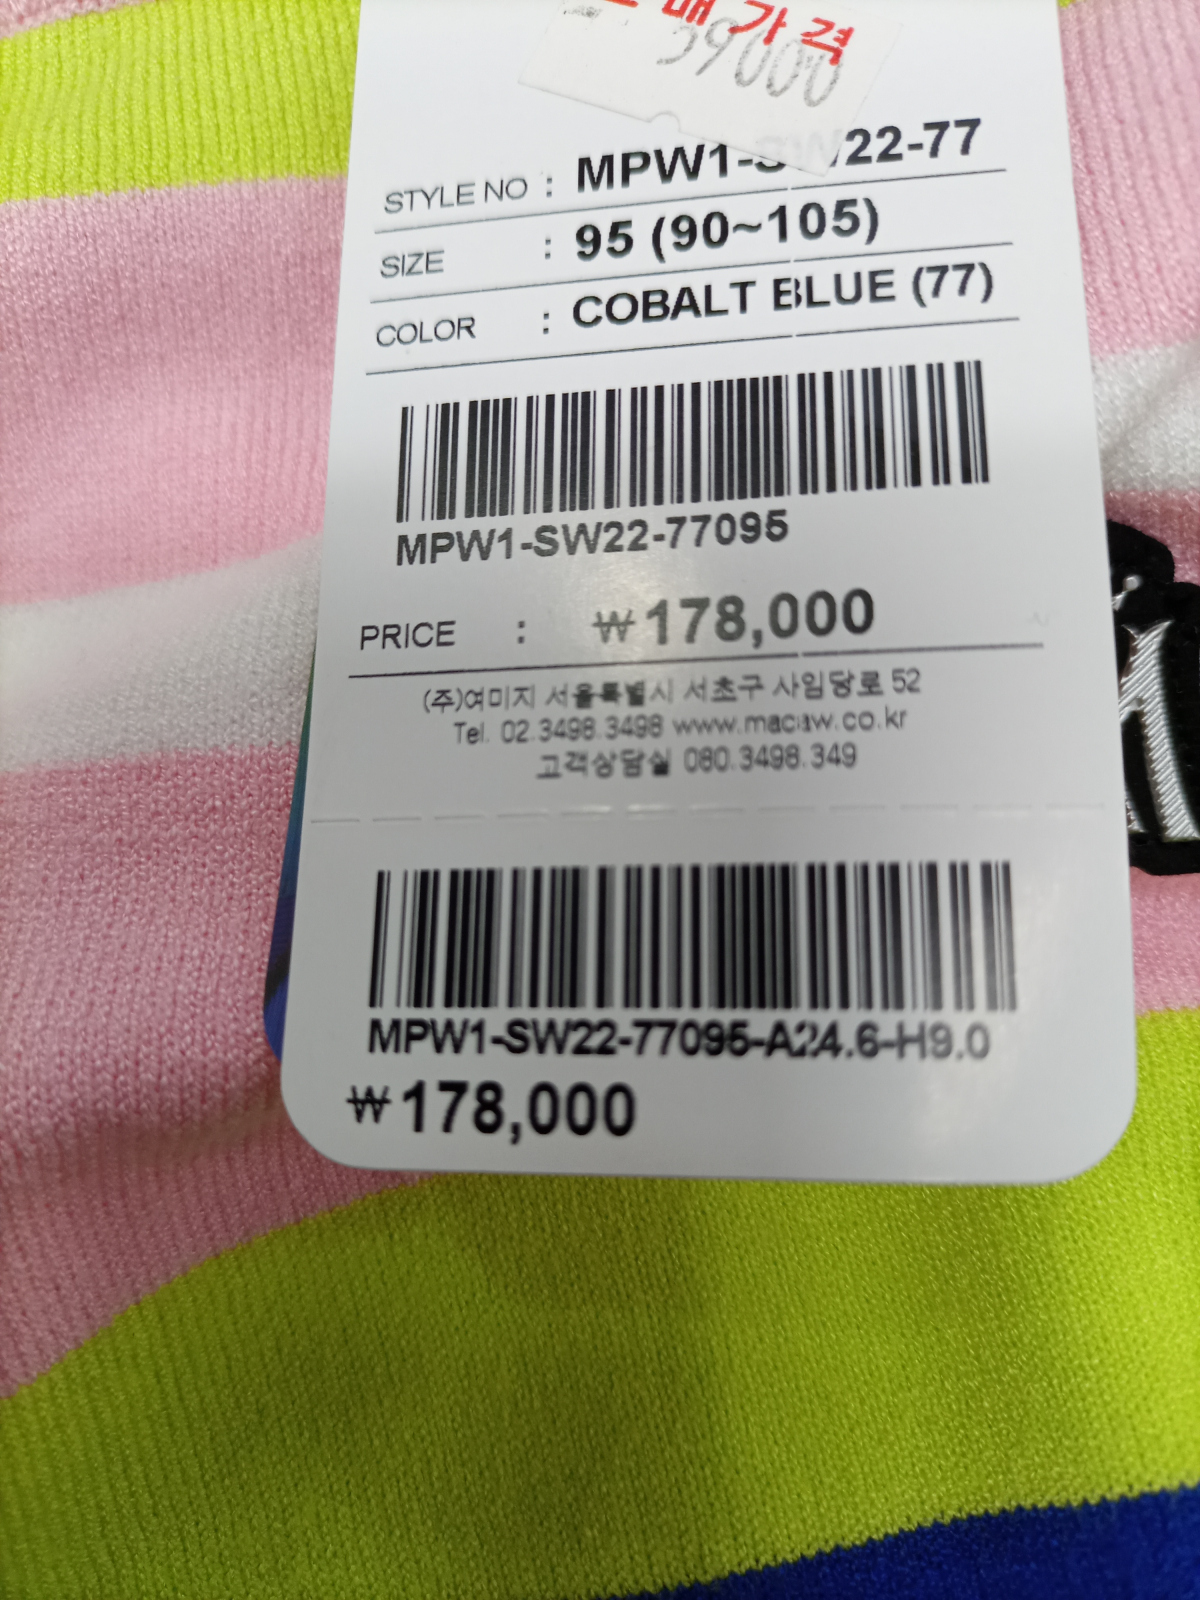 매가격
39000
STYLE NO : MPW1-SW22-77
SIZE : 95 (90~105)
COLOR : COBALT BLUE (77)
MPW1-SW22-77095
PRICE : ₩178,000
(주)여미지 서울특별시 서초구 사임당로 52
Tel. 02.3498.3498 www.maciaw.co.kr
고객상담실 080.3498.349
MPW1-SW22-77095-A24.6-H9.0
₩178,000